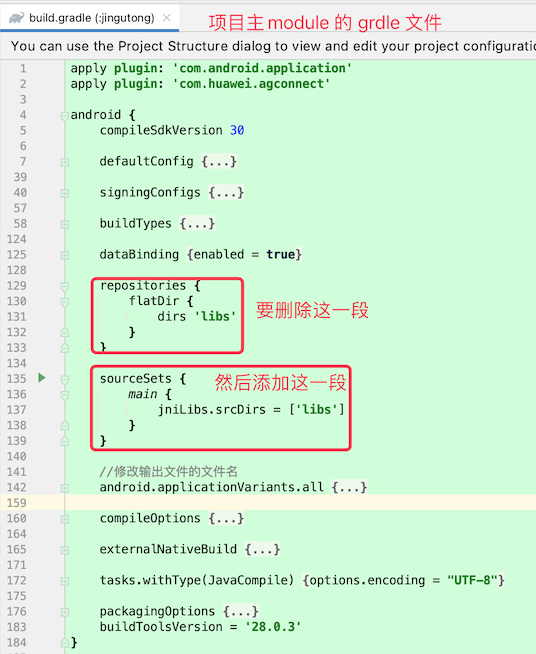 build.gradle (:jingutong)
项目主module 的 grdle 文件
You can use the Project Structure dialog to view and edit your project configuratio
1 apply plugin: 'com.android.application'
2 apply plugin: 'com.huawei.agconnect'
3
4 android {
5 compileSdkVersion 30
6
7 defaultConfig {...}
39
40 signingConfigs {...}
57
58 buildTypes {...}
124
125 dataBinding {enabled = true}
128
129 repositories {
130 flatDir {
131 dirs 'libs'
要删除这一段
132 }
133 }
134
135 sourceSets {
然后添加这一段
136 main {
137 jniLibs.srcDirs = ['libs']
138 }
139 }
140
141 //修改输出文件的文件名
142 android.applicationVariants.all {...}
159
160 compileOptions {...}
164
165 externalNativeBuild {...}
171
172 tasks.withType(JavaCompile) {options.encoding = "UTF-8"}
175
176 packagingOptions {...}
183 buildToolsVersion = '28.0.3'
184 }